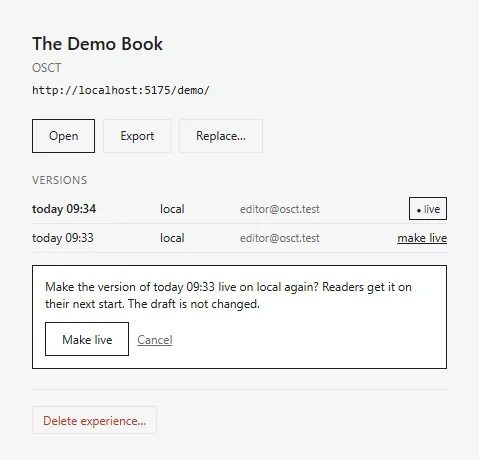 The Demo Book
OSCT
http://localhost:5175/demo/
Open Export Replace...
VERSIONS
today 09:34 local editor@osct.test • live
today 09:33 local editor@osct.test make live
Make the version of today 09:33 live on local again? Readers get it on
their next start. The draft is not changed.
Make live Cancel
Delete experience...